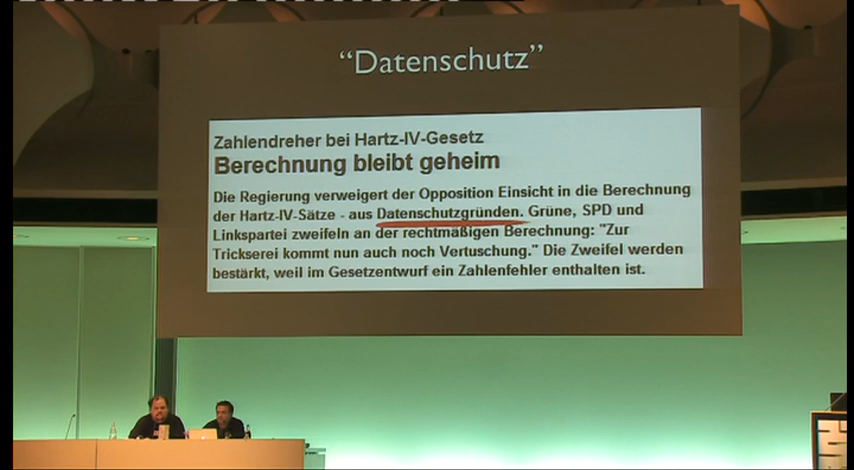 “Datenschutz”
Zahlendreher bei Hartz-IV-Gesetz
Berechnung bleibt geheim
Die Regierung verweigert der Opposition Einsicht in die Berechnung
der Hartz-IV-Sätze - aus Datenschutzgründen. Grüne, SPD und
Linkspartei zweifeln an der rechtmäßigen Berechnung: "Zur
Trickserei kommt nun auch noch Vertuschung." Die Zweifel werden
bestärkt, weil im Gesetzentwurf ein Zahlenfehler enthalten ist.